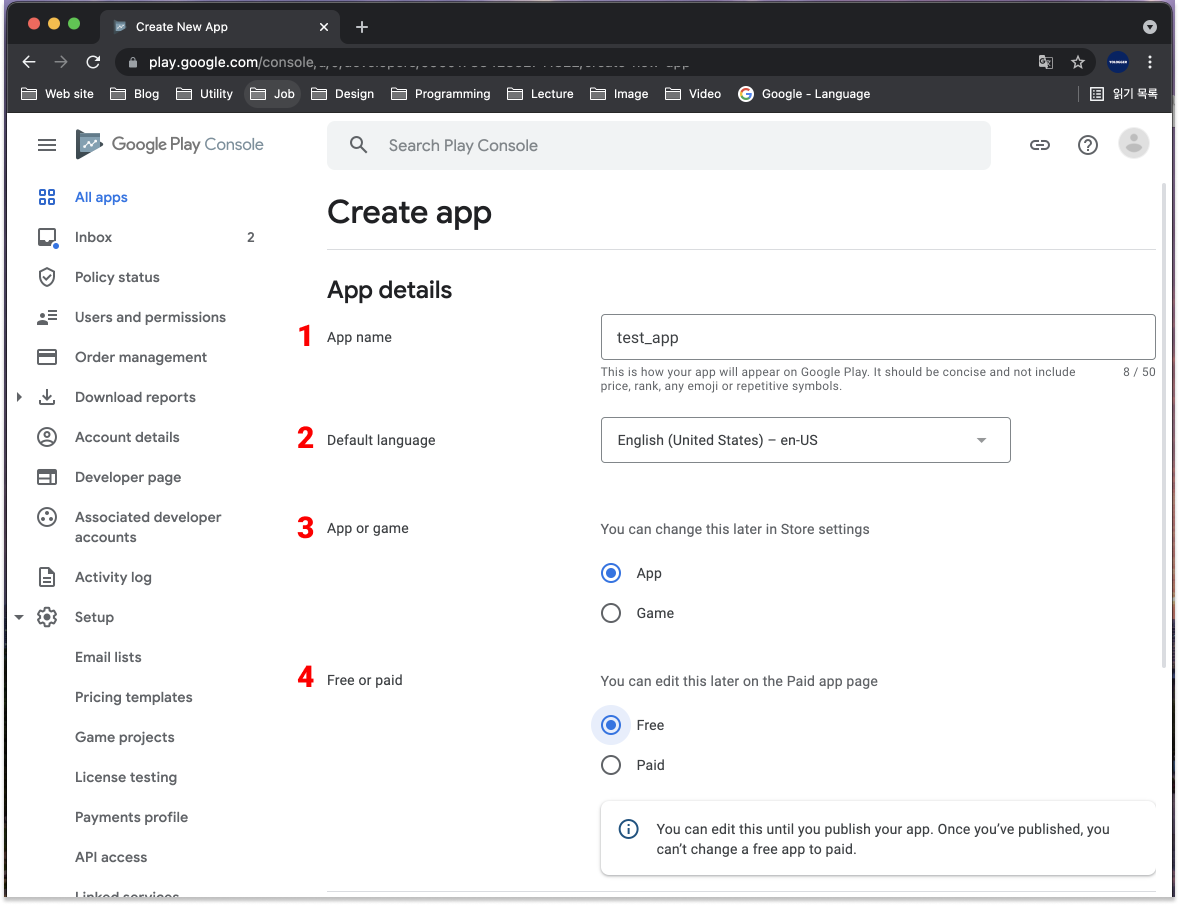 Create New App
play.google.com/console
Web site
Blog
Utility
Job
Design
Programming
Lecture
Image
Video
Google - Language
읽기 목록
Google Play Console
Search Play Console
All apps
Inbox
2
Policy status
Users and permissions
Order management
Download reports
Account details
Developer page
Associated developer
accounts
Activity log
Setup
Email lists
Pricing templates
Game projects
License testing
Payments profile
API access
Linked services
Create app
App details
1 App name
test_app
This is how your app will appear on Google Play. It should be concise and not include
price, rank, any emoji or repetitive symbols.
8 / 50
2 Default language
English (United States) – en-US
3 App or game
You can change this later in Store settings
App
Game
4 Free or paid
You can edit this later on the Paid app page
Free
Paid
You can edit this until you publish your app. Once you’ve published, you
can’t change a free app to paid.